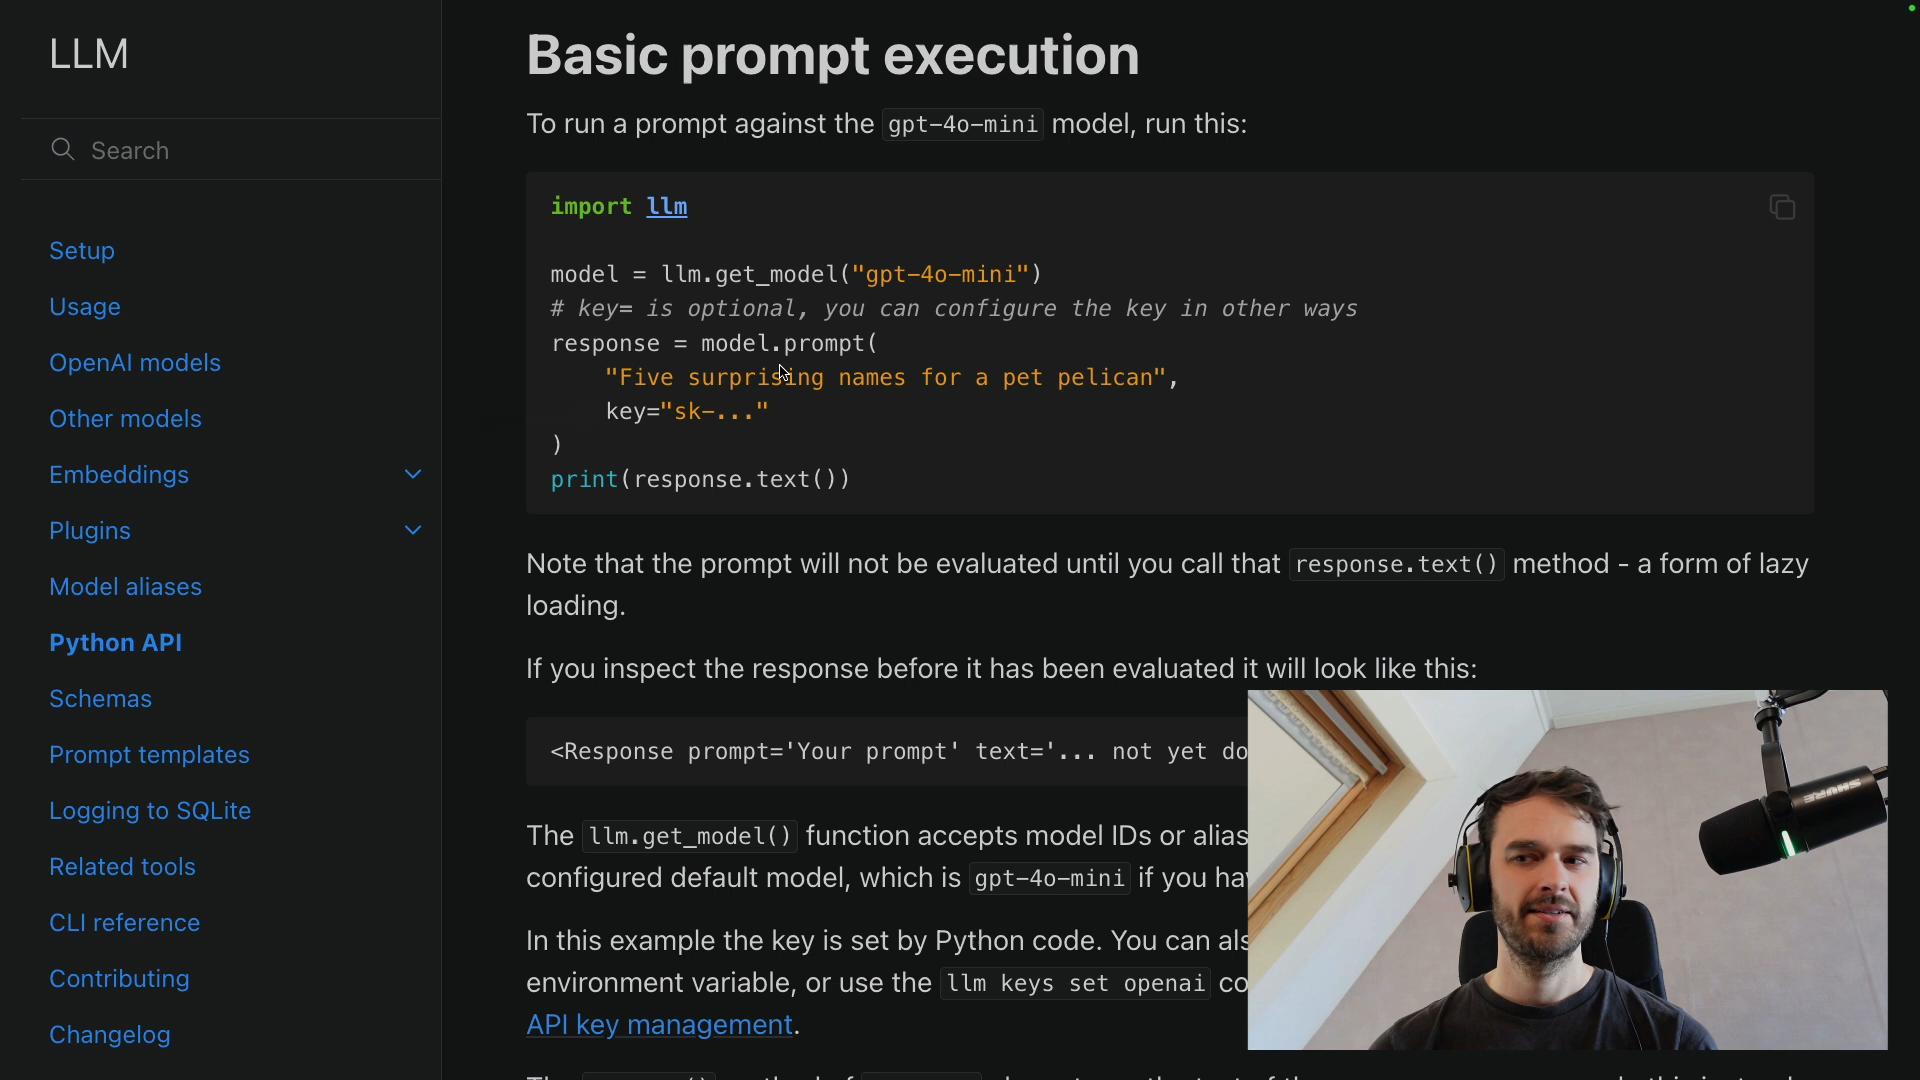 LLM
Search
Setup
Usage
OpenAI models
Other models
Embeddings
Plugins
Model aliases
Python API
Schemas
Prompt templates
Logging to SQLite
Related tools
CLI reference
Contributing
Changelog
Basic prompt execution
To run a prompt against the gpt-4o-mini model, run this:
import llm
model = llm.get_model("gpt-4o-mini")
# key= is optional, you can configure the key in other ways
response = model.prompt(
    "Five surprising names for a pet pelican",
    key="sk-..."
)
print(response.text())
Note that the prompt will not be evaluated until you call that response.text() method - a form of lazy
loading.
If you inspect the response before it has been evaluated it will look like this:
<Response prompt='Your prompt' text='... not yet do
The llm.get_model() function accepts model IDs or alias
configured default model, which is gpt-4o-mini if you ha
In this example the key is set by Python code. You can als
environment variable, or use the llm keys set openai co
API key management.
SHURE